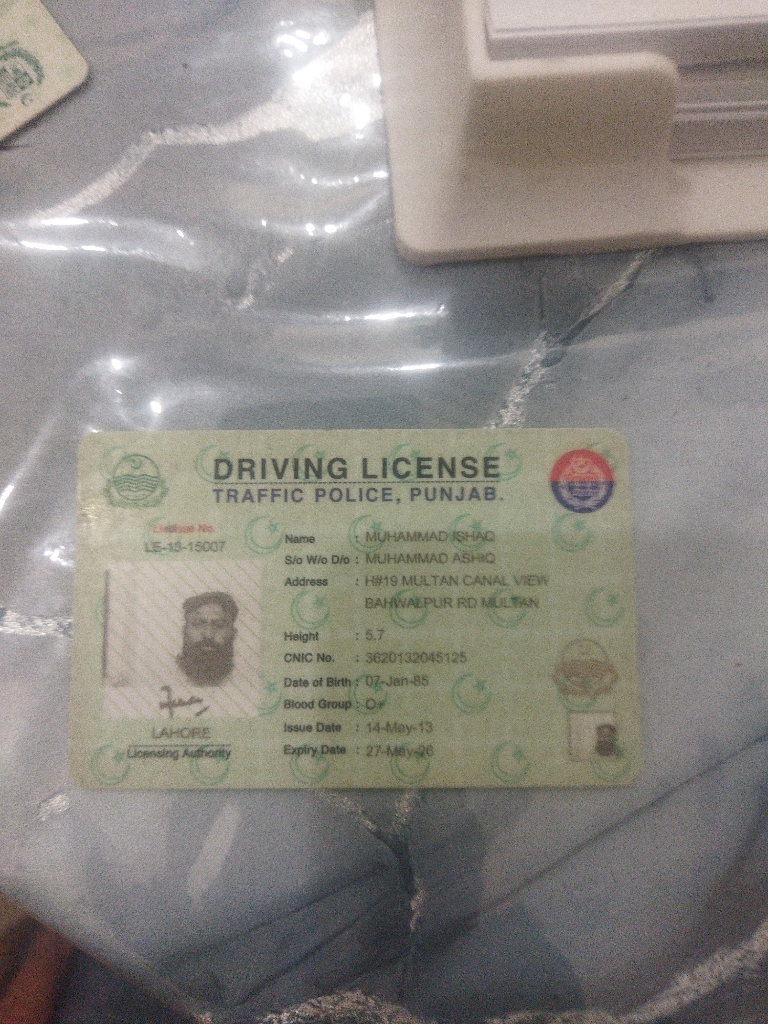 DRIVING LICENSE
TRAFFIC POLICE, PUNJAB.
License No.
LE-13-15007
Name : MUHAMMAD ISHAQ
S/o W/o D/o : MUHAMMAD ASHIQ
Address : H#19 MULTAN CANAL VIEW
BAHWALPUR RD MULTAN
Height : 5.7
CNIC No. : 3620132045125
Date of Birth : 07-Jan-85
Blood Group : O+
Issue Date : 14-May-13
Expiry Date : 27-May-26
LAHORE
Licensing Authority